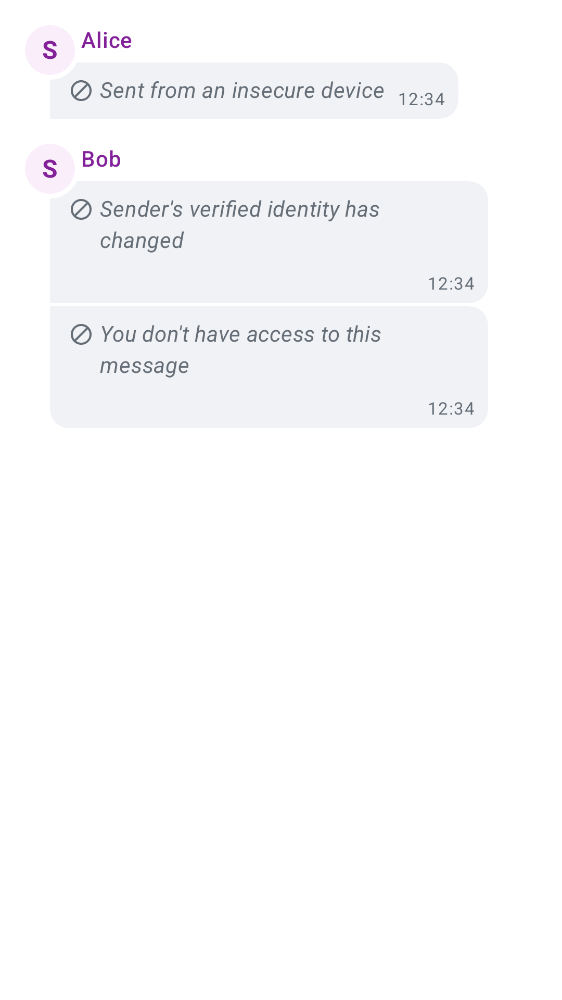 S
Alice
Sent from an insecure device 12:34
S
Bob
Sender's verified identity has
changed
12:34
You don't have access to this
message
12:34